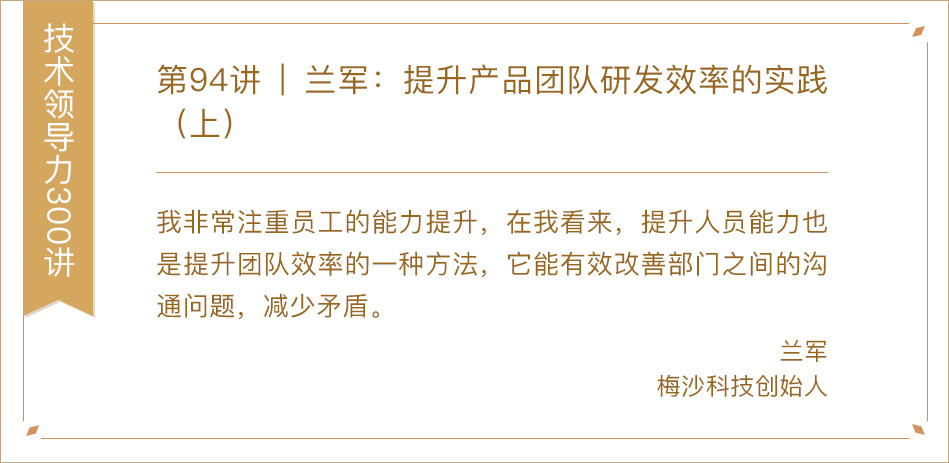 技术领导力300讲
第94讲 | 兰军：提升产品团队研发效率的实践
（上）
我非常注重员工的能力提升，在我看来，提升人员能力也
是提升团队效率的一种方法，它能有效改善部门之间的沟
通问题，减少矛盾。
兰军
梅沙科技创始人